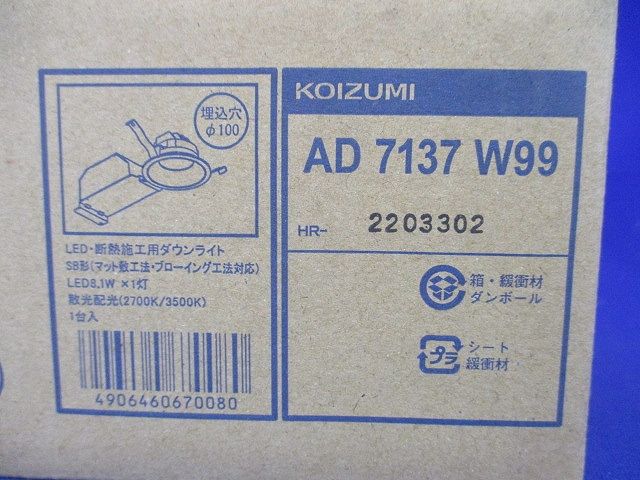 埋込穴
φ100
LED・断熱施工用ダウンライト
SB形(マット敷工法・ブローイング工法対応)
LED8.1W ×1灯
散光配光(2700K/3500K)
1台入
4906460670080
KOIZUMI
AD 7137 W99
HR- 2203302
箱・緩衝材
ダンボール
プラ
シート
緩衝材